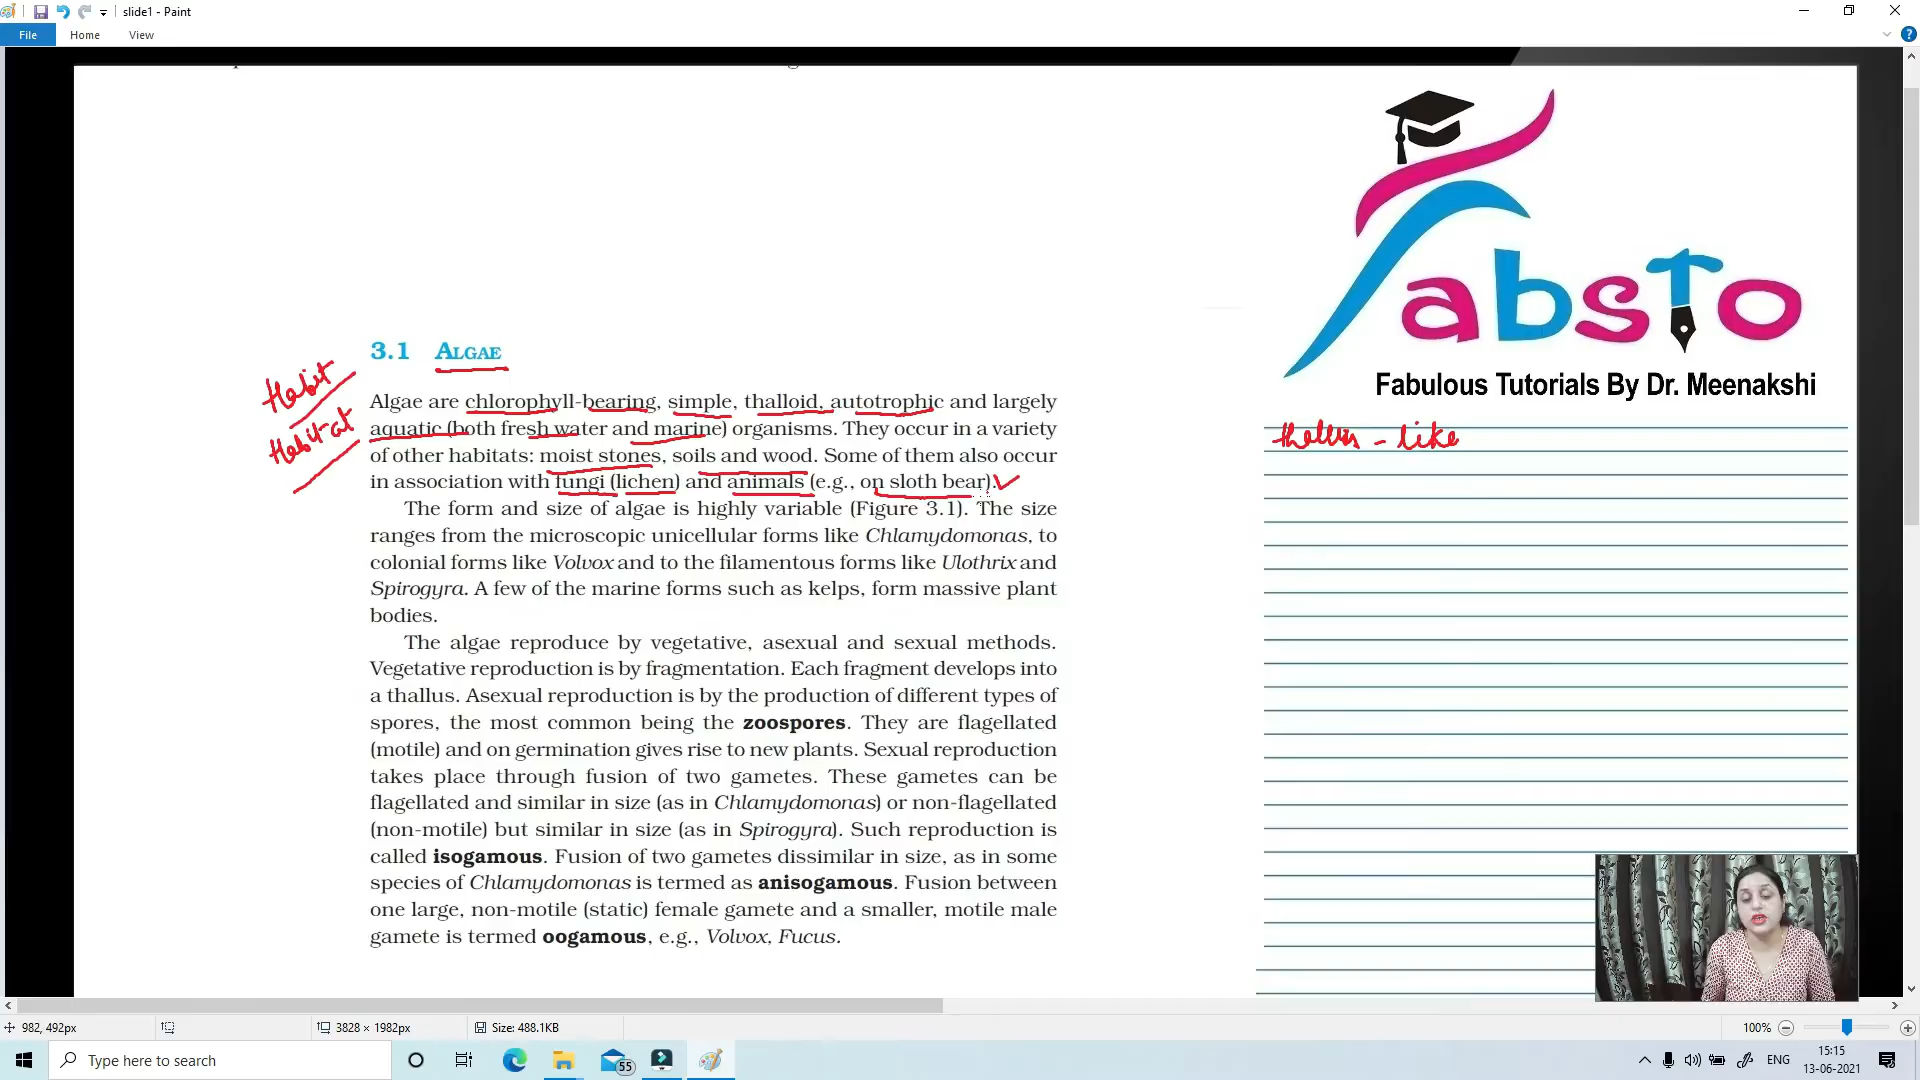 slide1 - Paint
File
Home
View
3.1 ALGAE
Habit
Habitat
Algae are chlorophyll-bearing, simple, thalloid, autotrophic and largely
aquatic (both fresh water and marine) organisms. They occur in a variety
of other habitats: moist stones, soils and wood. Some of them also occur
in association with fungi (lichen) and animals (e.g., on sloth bear).
The form and size of algae is highly variable (Figure 3.1). The size
ranges from the microscopic unicellular forms like Chlamydomonas, to
colonial forms like Volvox and to the filamentous forms like Ulothrix and
Spirogyra. A few of the marine forms such as kelps, form massive plant
bodies.
The algae reproduce by vegetative, asexual and sexual methods.
Vegetative reproduction is by fragmentation. Each fragment develops into
a thallus. Asexual reproduction is by the production of different types of
spores, the most common being the zoospores. They are flagellated
(motile) and on germination gives rise to new plants. Sexual reproduction
takes place through fusion of two gametes. These gametes can be
flagellated and similar in size (as in Chlamydomonas) or non-flagellated
(non-motile) but similar in size (as in Spirogyra). Such reproduction is
called isogamous. Fusion of two gametes dissimilar in size, as in some
species of Chlamydomonas is termed as anisogamous. Fusion between
one large, non-motile (static) female gamete and a smaller, motile male
gamete is termed oogamous, e.g., Volvox, Fucus.
absTo
Fabulous Tutorials By Dr. Meenakshi
thallus - like
982, 492px
3828 × 1982px
Size: 488.1KB
100%
Type here to search
55
ENG
15:15
13-06-2021